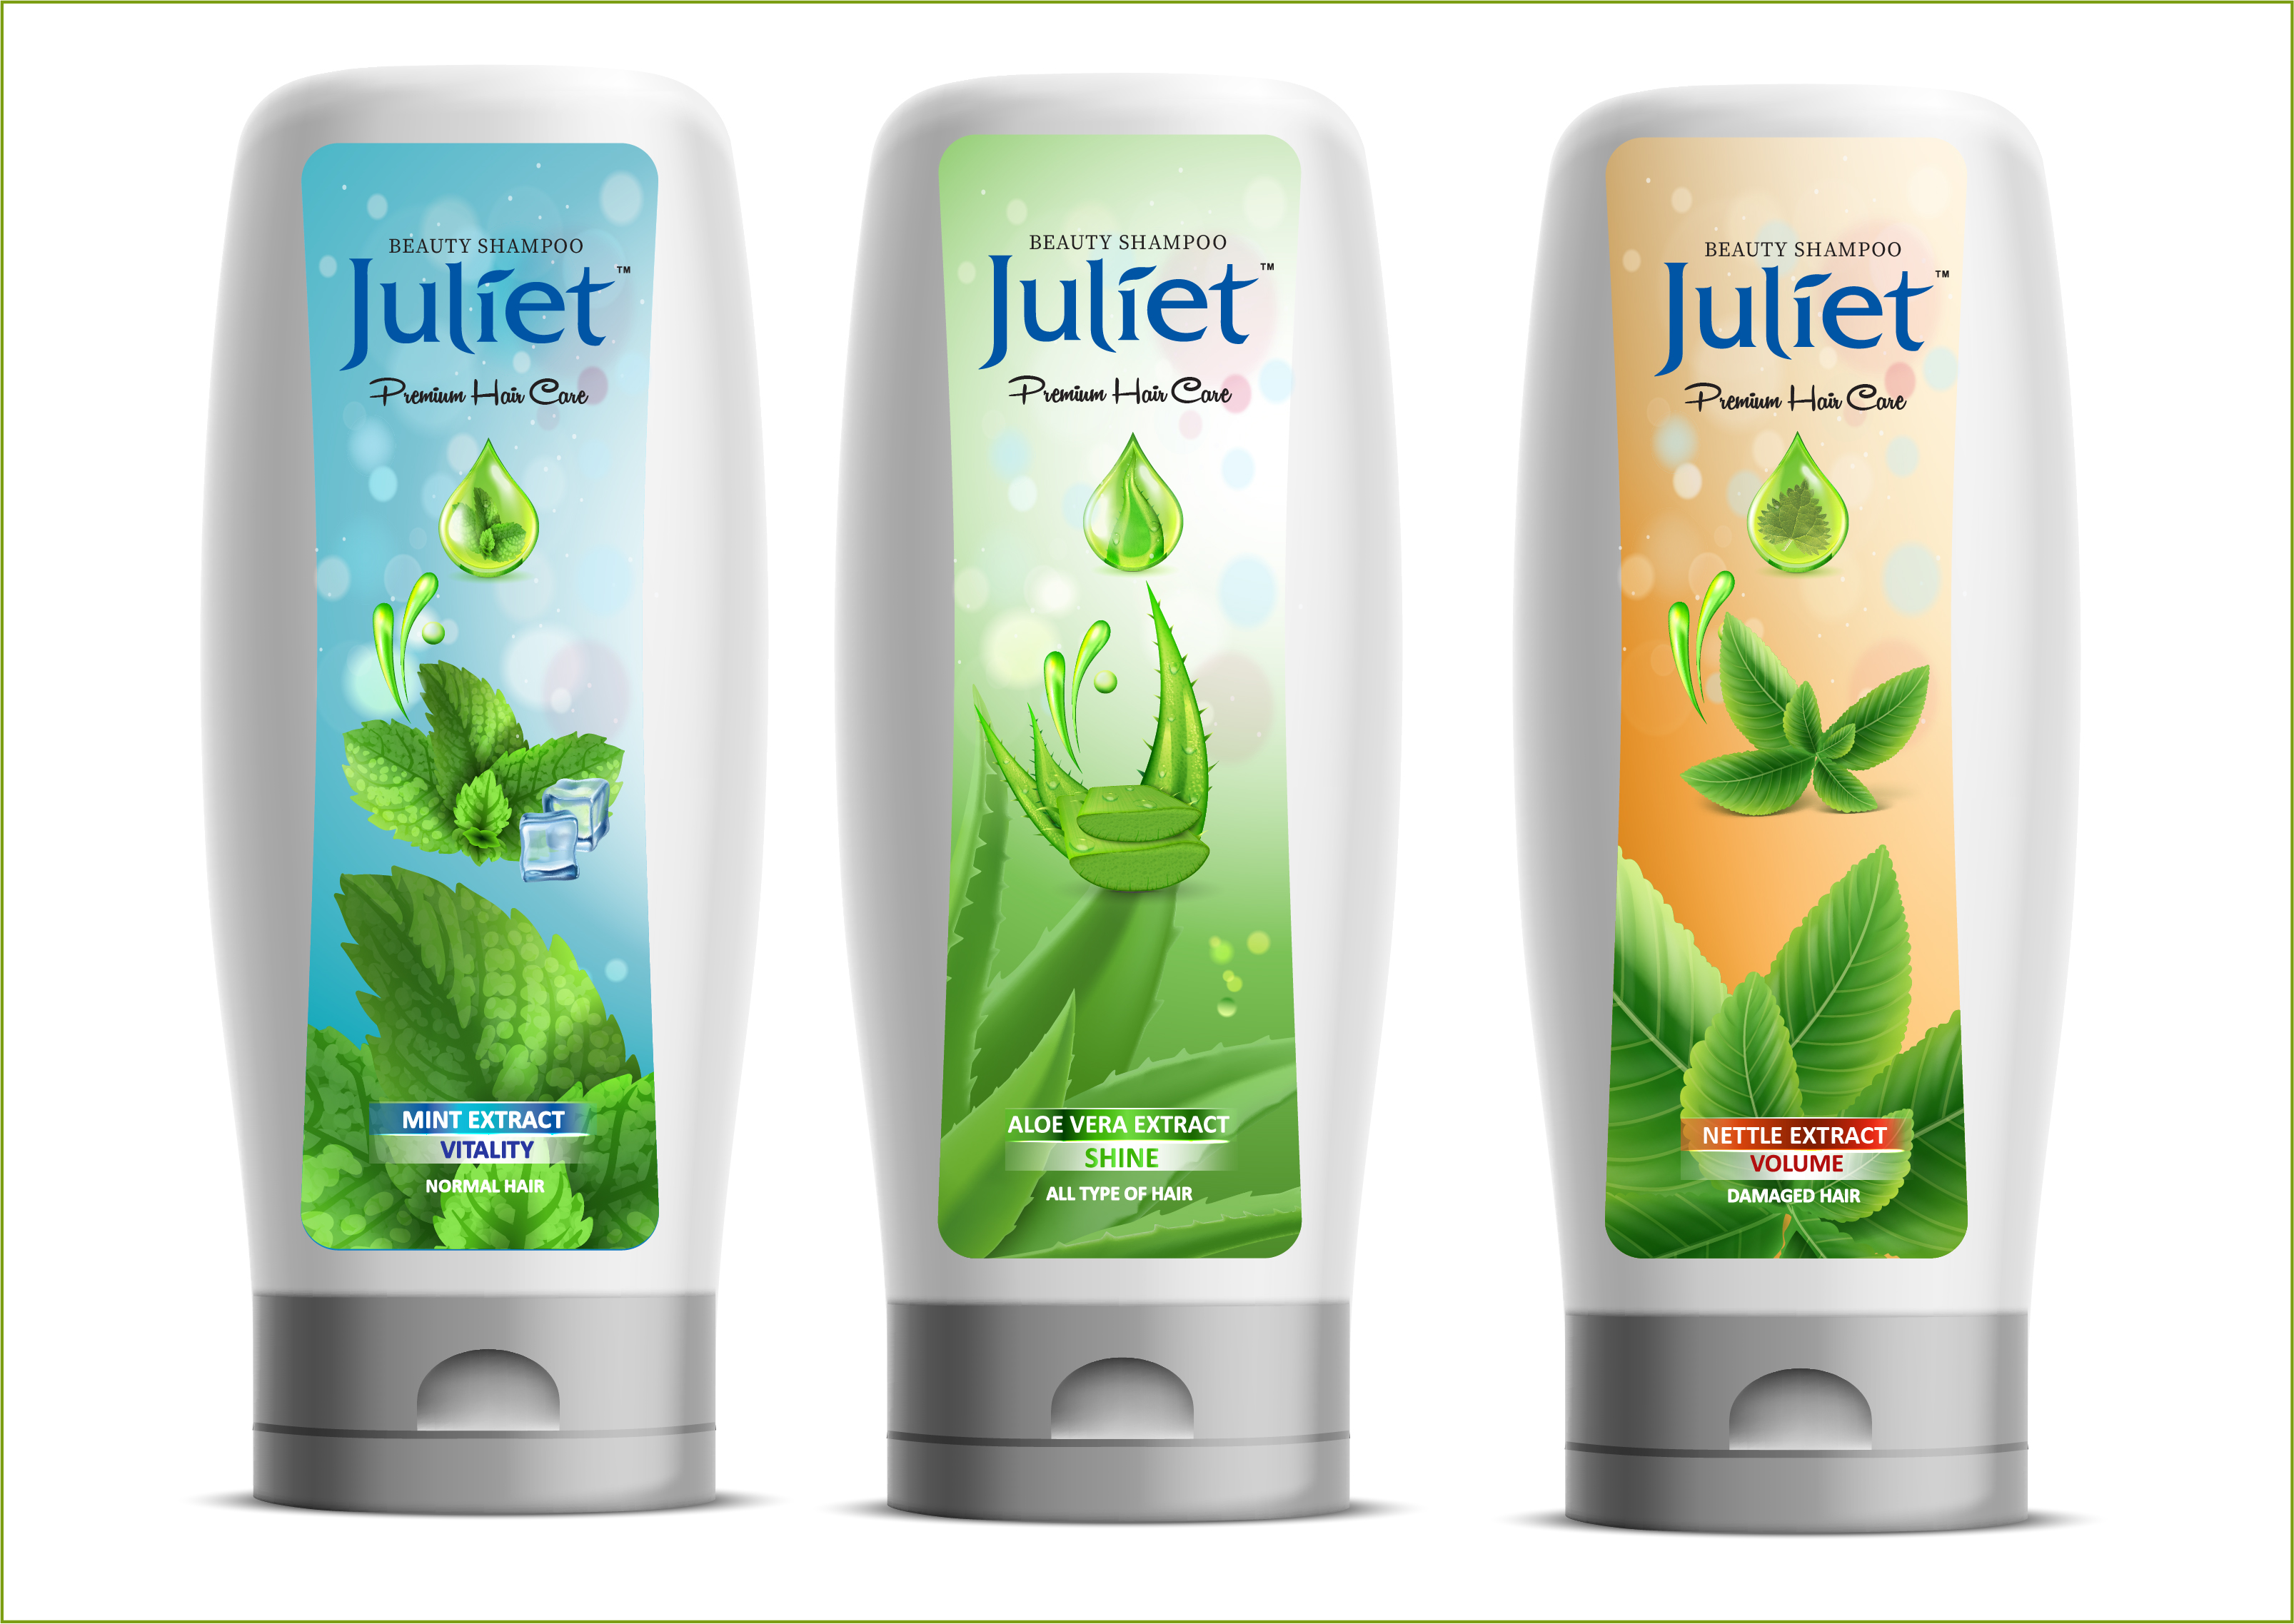 BEAUTY SHAMPOO
Juliet™
Premium Hair Care
MINT EXTRACT
VITALITY
NORMAL HAIR
BEAUTY SHAMPOO
Juliet™
Premium Hair Care
ALOE VERA EXTRACT
SHINE
ALL TYPE OF HAIR
BEAUTY SHAMPOO
Juliet™
Premium Hair Care
NETTLE EXTRACT
VOLUME
DAMAGED HAIR